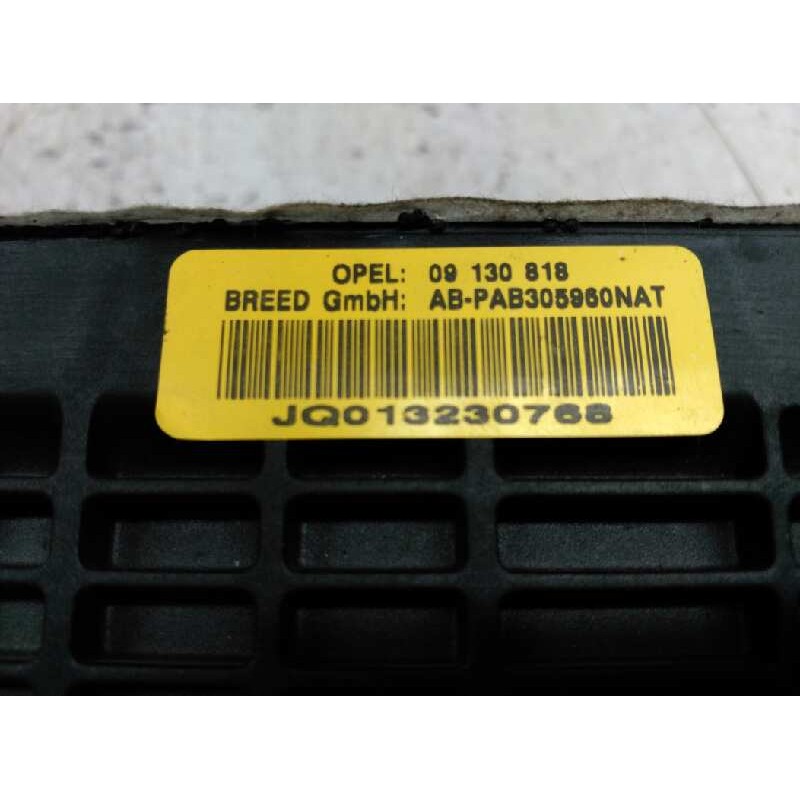 OPEL: 09 130 818
BREED GmbH: AB-PAB305960NAT
JQ013230768